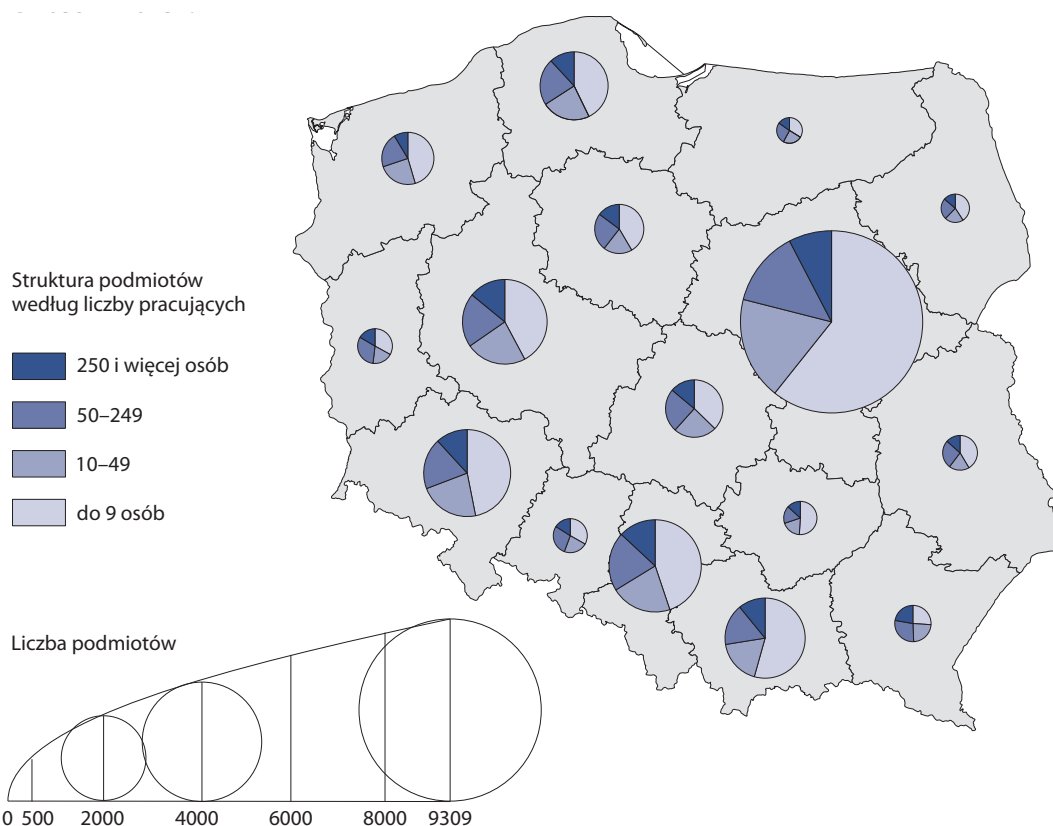 Struktura podmiotów
według liczby pracujących
250 i więcej osób
50–249
10–49
do 9 osób
Liczba podmiotów
0 500 2000 4000 6000 8000 9309